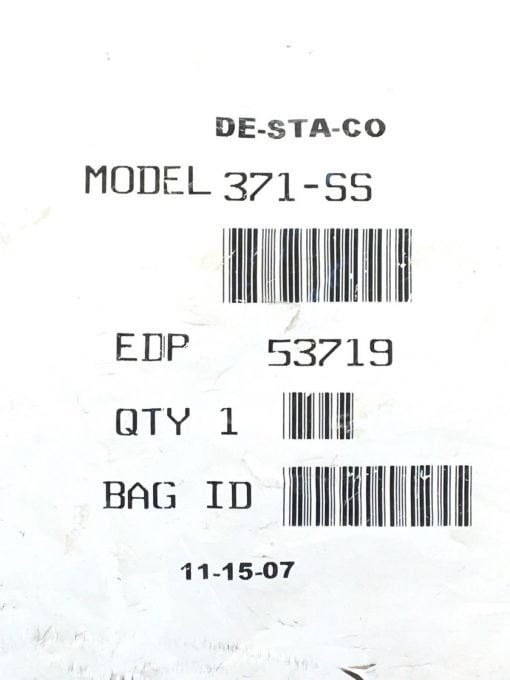 DE-STA-CO
MODEL 371-SS
EDP 53719
QTY 1
BAG ID
11-15-07